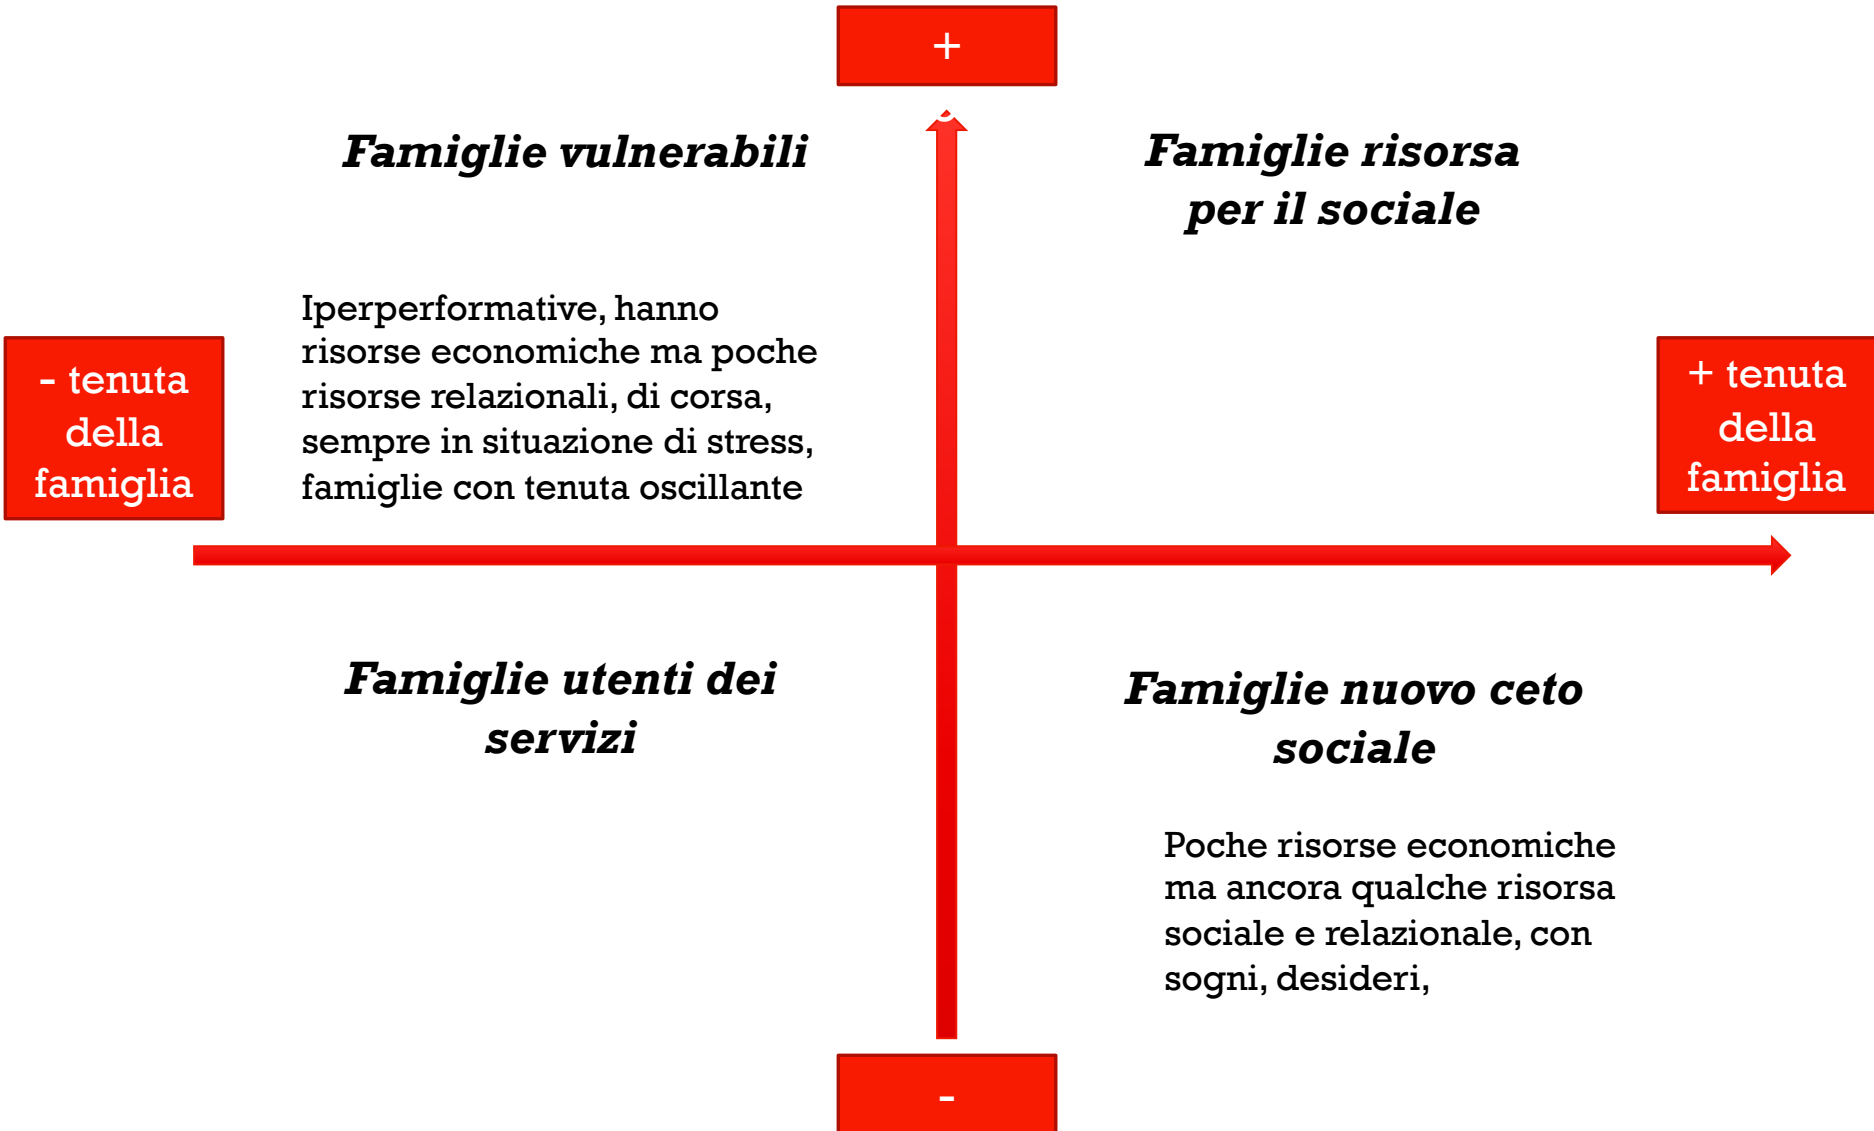 +
Famiglie vulnerabili
Famiglie risorsa
per il sociale
Iperperformative, hanno
risorse economiche ma poche
risorse relazionali, di corsa,
sempre in situazione di stress,
famiglie con tenuta oscillante
- tenuta
della
famiglia
+ tenuta
della
famiglia
Famiglie utenti dei
servizi
Famiglie nuovo ceto
sociale
Poche risorse economiche
ma ancora qualche risorsa
sociale e relazionale, con
sogni, desideri,
-